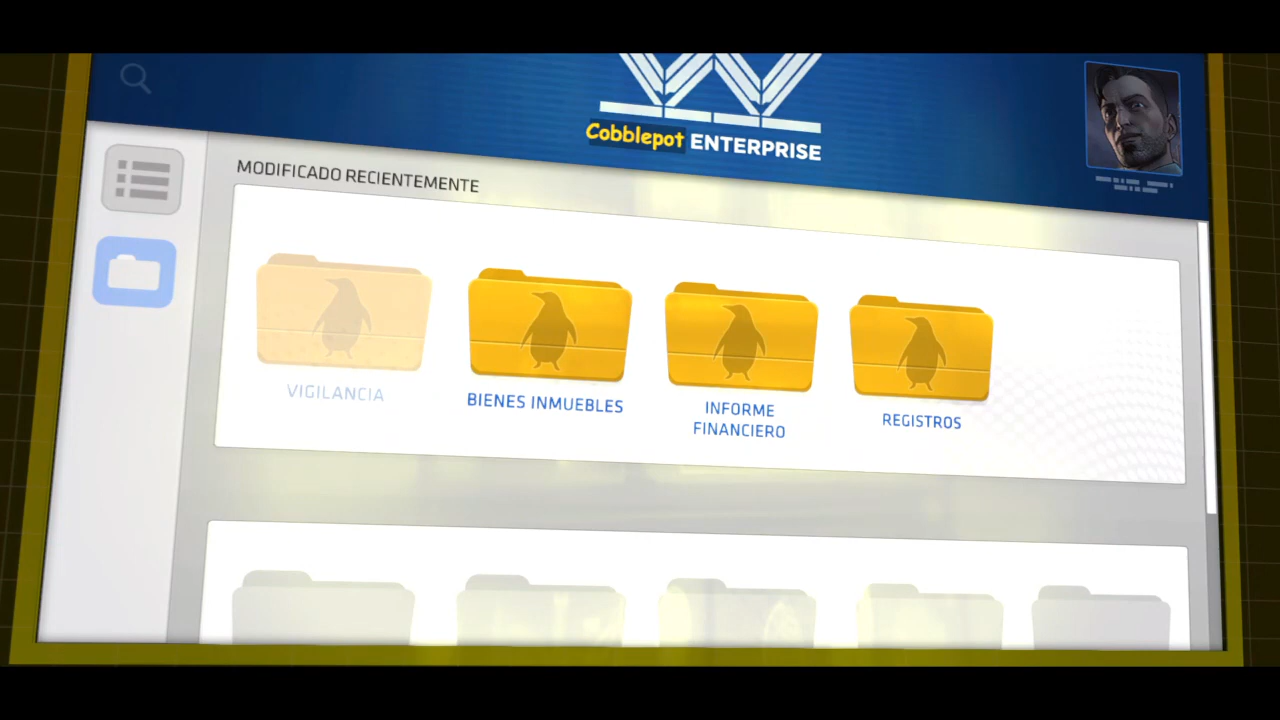 Cobblepot ENTERPRISE
MODIFICADO RECIENTEMENTE
VIGILANCIA
BIENES INMUEBLES
INFORME
FINANCIERO
REGISTROS